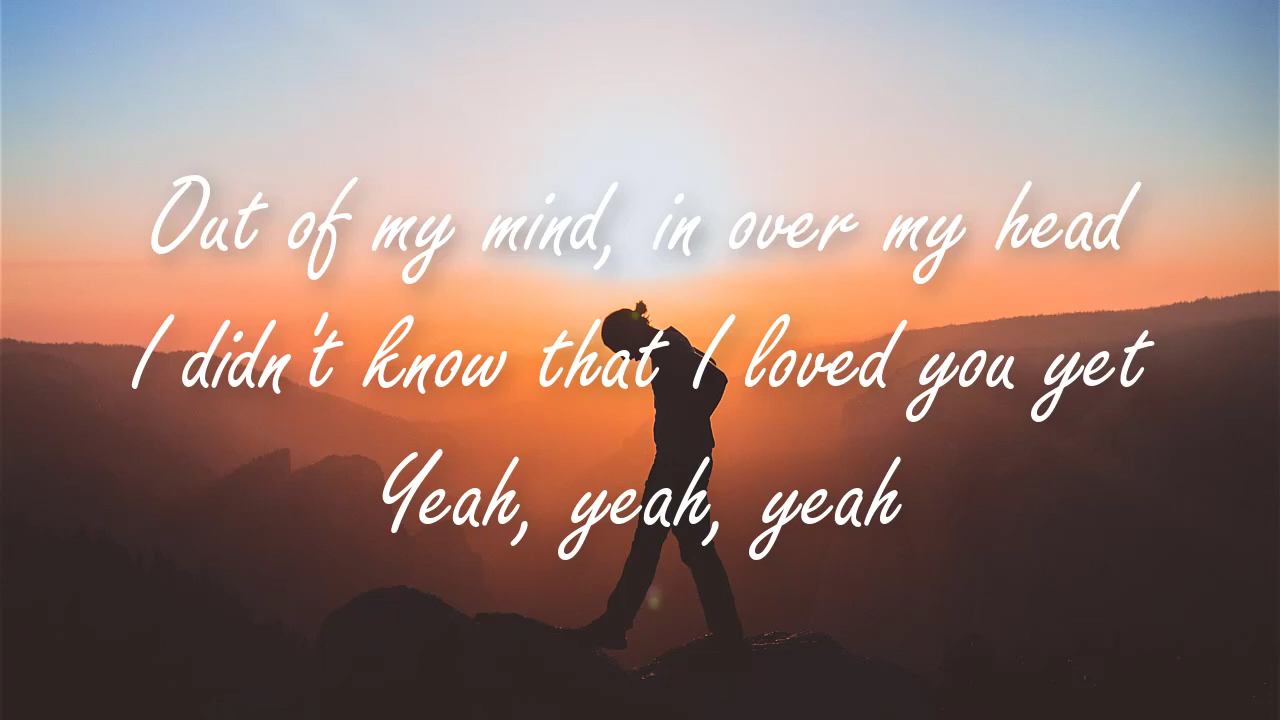 Out of my mind, in over my head
I didn't know that I loved you yet
Yeah, yeah, yeah